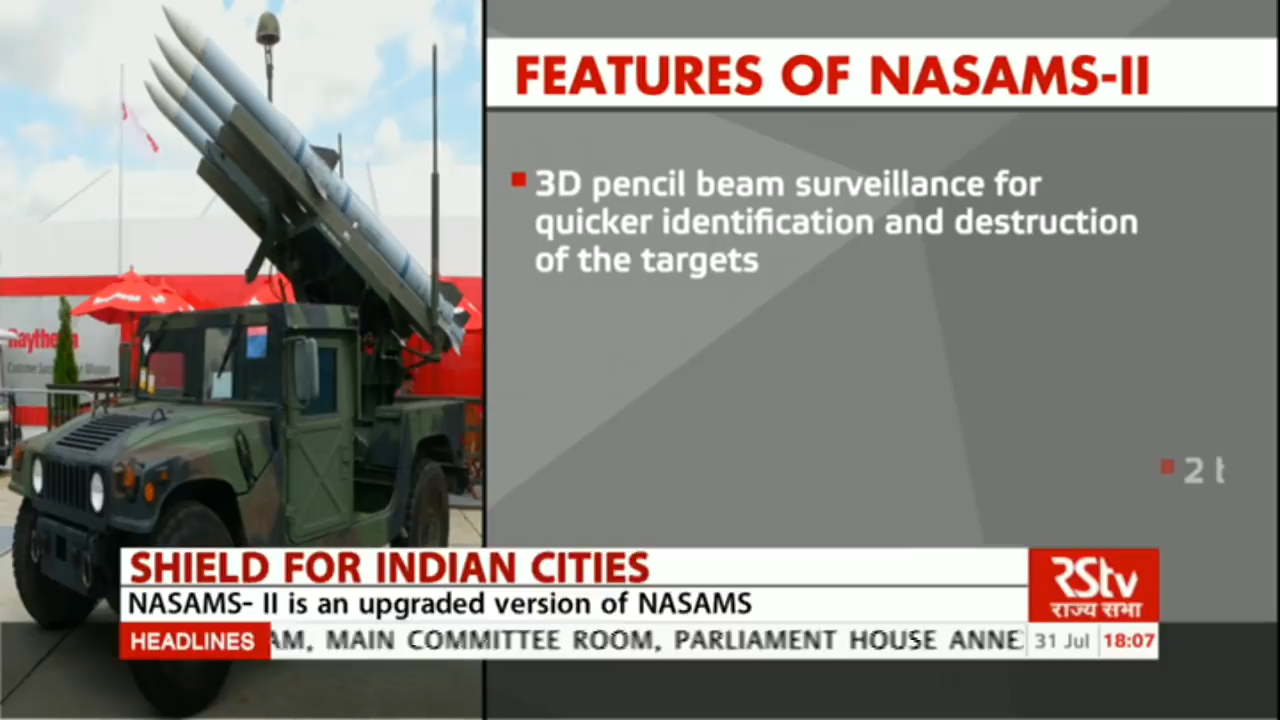 FEATURES OF NASAMS-II
3D pencil beam surveillance for
quicker identification and destruction
of the targets
2
Raytheon
SHIELD FOR INDIAN CITIES
NASAMS- II is an upgraded version of NASAMS
RStv
राज्य सभा
HEADLINES
AM, MAIN COMMITTEE ROOM, PARLIAMENT HOUSE ANNE
31 Jul
18:07